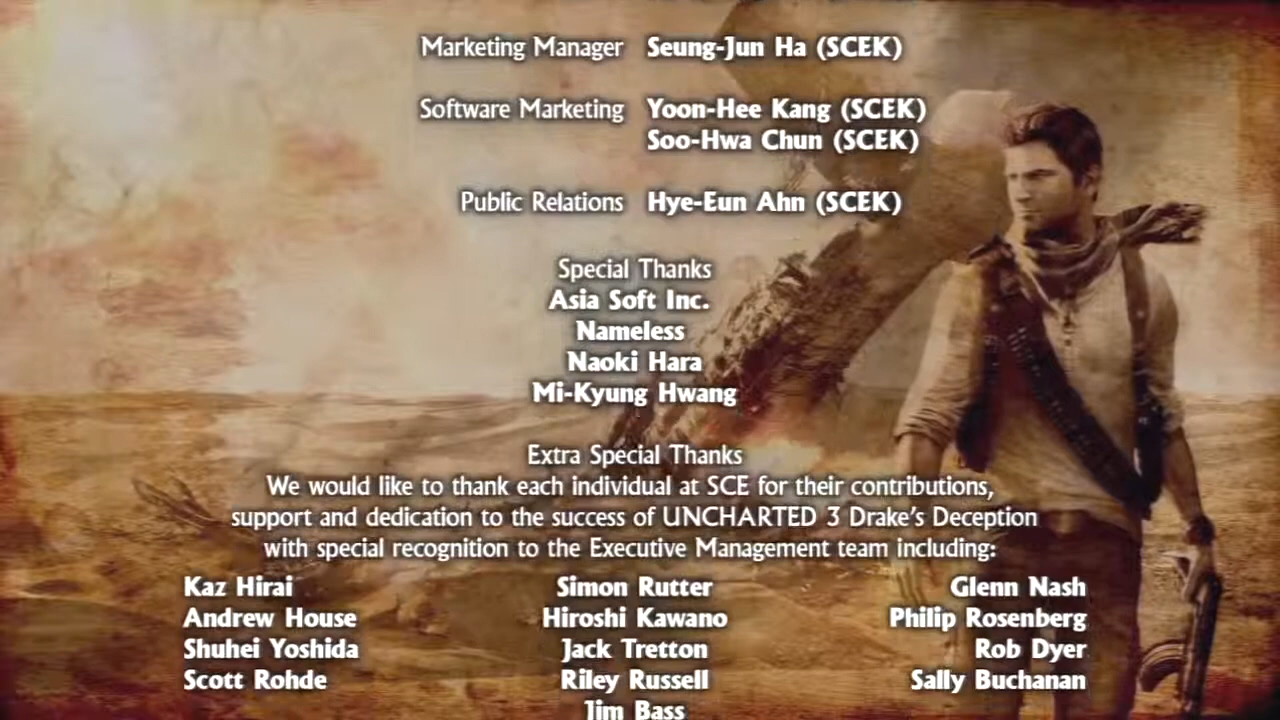 Marketing Manager Seung-Jun Ha (SCEK)
Software Marketing Yoon-Hee Kang (SCEK)
Soo-Hwa Chun (SCEK)
Public Relations Hye-Eun Ahn (SCEK)
Special Thanks
Asia Soft Inc.
Nameless
Naoki Hara
Mi-Kyung Hwang
Extra Special Thanks
We would like to thank each individual at SCE for their contributions,
support and dedication to the success of UNCHARTED 3 Drake's Deception
with special recognition to the Executive Management team including:
Kaz Hirai Simon Rutter Glenn Nash
Andrew House Hiroshi Kawano Philip Rosenberg
Shuhei Yoshida Jack Tretton Rob Dyer
Scott Rohde Riley Russell Sally Buchanan
Jim Bass